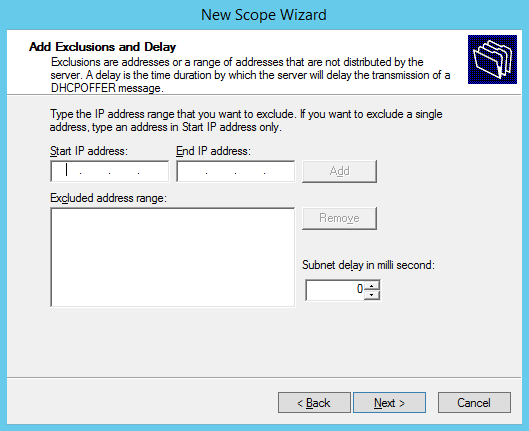 New Scope Wizard
Add Exclusions and Delay
Exclusions are addresses or a range of addresses that are not distributed by the
server. A delay is the time duration by which the server will delay the transmission of a
DHCPOFFER message.
Type the IP address range that you want to exclude. If you want to exclude a single
address, type an address in Start IP address only.
Start IP address: End IP address:
. . . . . . Add
Excluded address range:
Remove
Subnet delay in milli second:
0
< Back Next > Cancel